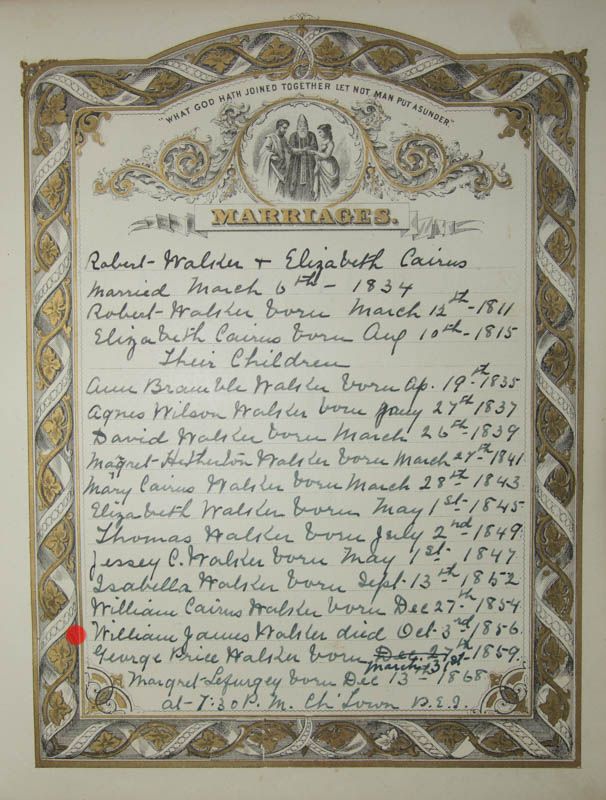 "WHAT GOD HATH JOINED TOGETHER LET NOT MAN PUT ASUNDER."
MARRIAGES.
Robert Walker + Elizabeth Cairns
Married March 6th - 1834
Robert Walker born March 12th - 1811
Elizabeth Cairns born Aug 10th - 1815
Their Children
Ann Bramble Walker born Ap. 19th 1835
Agnes Wilson Walker born Jany 27th 1837
David Walker born March 26th 1839
Magret Walker born March 1841
Mary Cairns Walker born March 28th 1843
Elizabeth Walker born May 1st - 1845
Thomas Walker born July 2nd 1849
Jessey C. Walker born May 1st - 1847
Isabella Walker born Sept 13th 1852
William Cairns Walker born Dec 27th - 1854
William James Walker died Oct 3rd 1856
George Price Walker born Dec 27th 1859
March 31st
Margret Lefurgey born Dec 13th 1868
at 7:30 P.M. Ch'Town P.E.I.